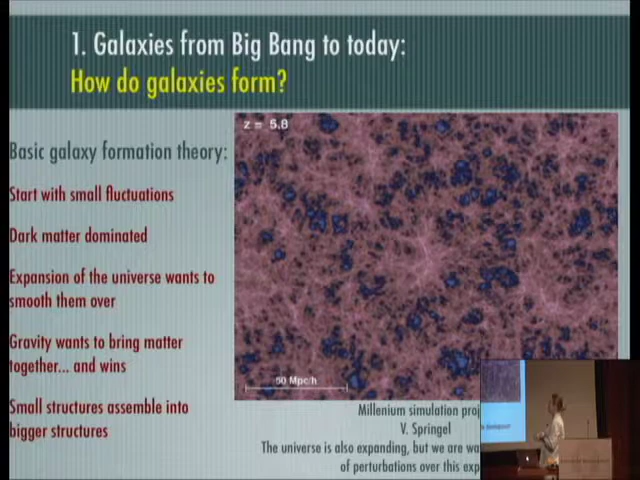 1. Galaxies from Big Bang to today:
How do galaxies form?
z = 5.8
Basic galaxy formation theory:
Start with small fluctuations
Dark matter dominated
Expansion of the universe wants to
smooth them over
Gravity wants to bring matter
together... and wins
Small structures assemble into
bigger structures
50 Mpc/h
Millenium simulation proj
V. Springel
The universe is also expanding, but we are wa
of perturbations over this exp